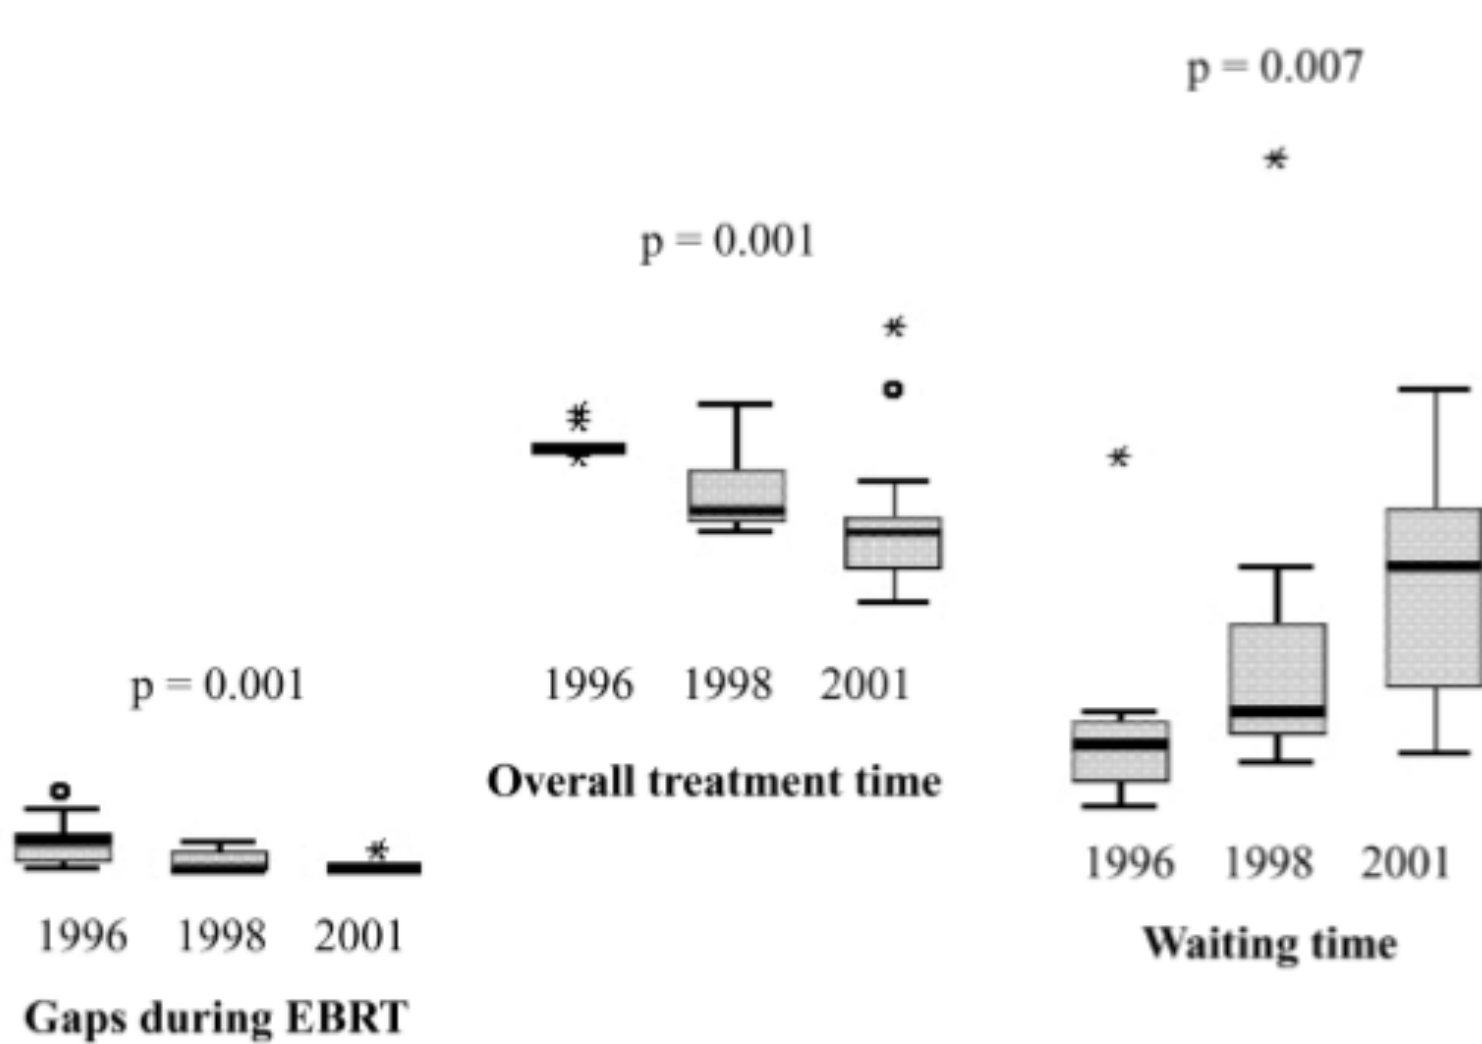 p = 0.007
p = 0.001
p = 0.001
1996 1998 2001
Overall treatment time
1996 1998 2001
Waiting time
1996 1998 2001
Gaps during EBRT